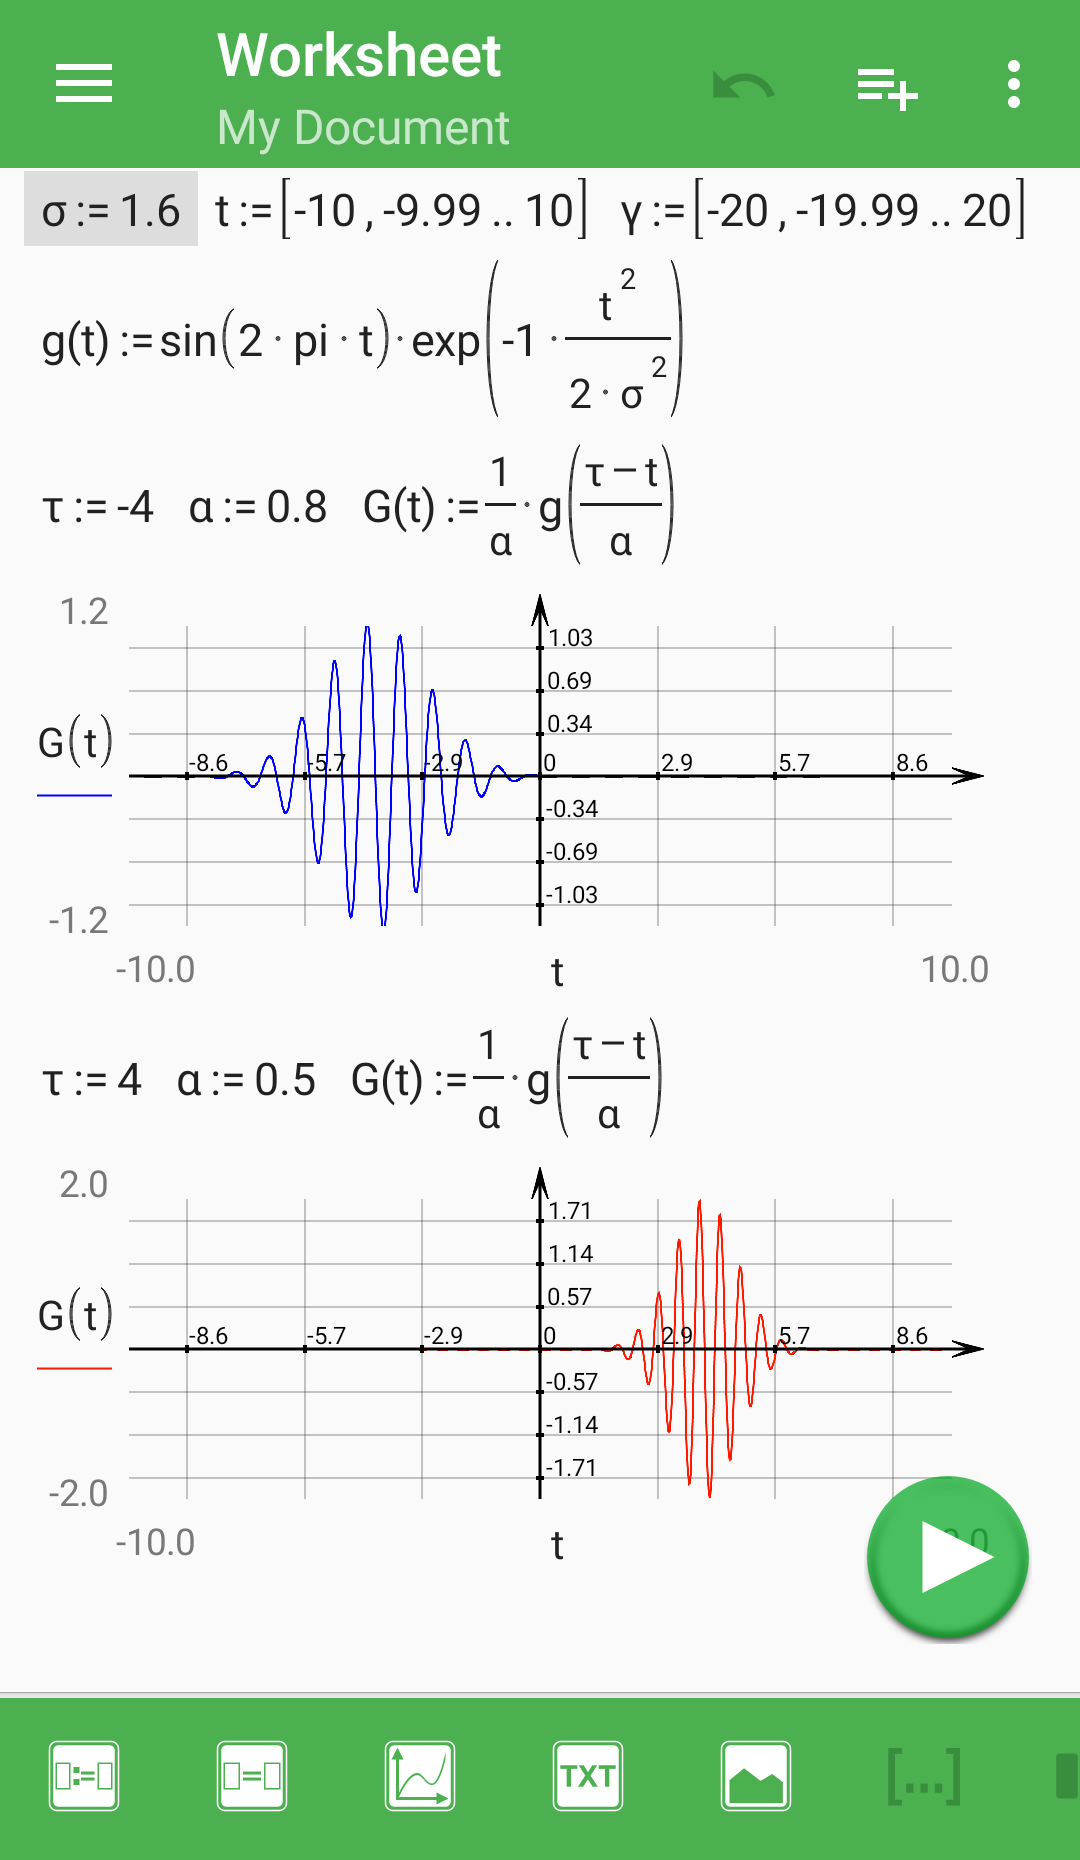 Worksheet
My Document
σ := 1.6 t := [-10 , -9.99 .. 10] γ := [-20 , -19.99 .. 20]
g(t) := sin(2 · pi · t) · exp(-1 · t² / 2 · σ²)
τ := -4 α := 0.8 G(t) := 1/α · g((τ − t)/α)
1.2
1.03
0.69
0.34
G(t)
-8.6 -5.7 -2.9 0 2.9 5.7 8.6
-0.34
-0.69
-1.03
-1.2
-10.0 t 10.0
τ := 4 α := 0.5 G(t) := 1/α · g((τ − t)/α)
2.0
1.71
1.14
0.57
G(t)
-8.6 -5.7 -2.9 0 2.9 5.7 8.6
-0.57
-1.14
-1.71
-2.0
-10.0 t
:= = TXT [...]